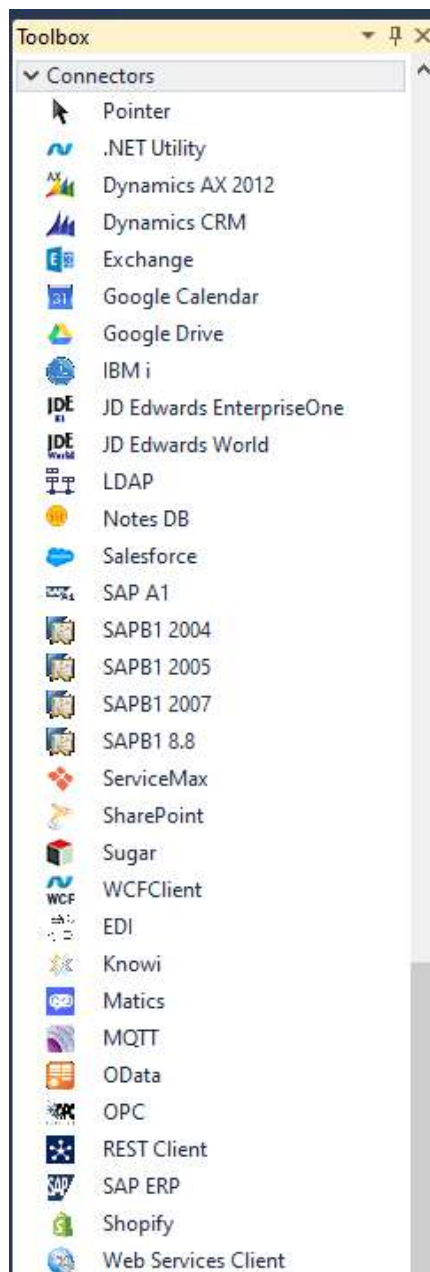 Toolbox
Connectors
Pointer
.NET Utility
Dynamics AX 2012
Dynamics CRM
Exchange
Google Calendar
Google Drive
IBM i
JD Edwards EnterpriseOne
JD Edwards World
LDAP
Notes DB
Salesforce
SAP A1
SAPB1 2004
SAPB1 2005
SAPB1 2007
SAPB1 8.8
ServiceMax
SharePoint
Sugar
WCFClient
EDI
Knowi
Matics
MQTT
OData
OPC
REST Client
SAP ERP
Shopify
Web Services Client